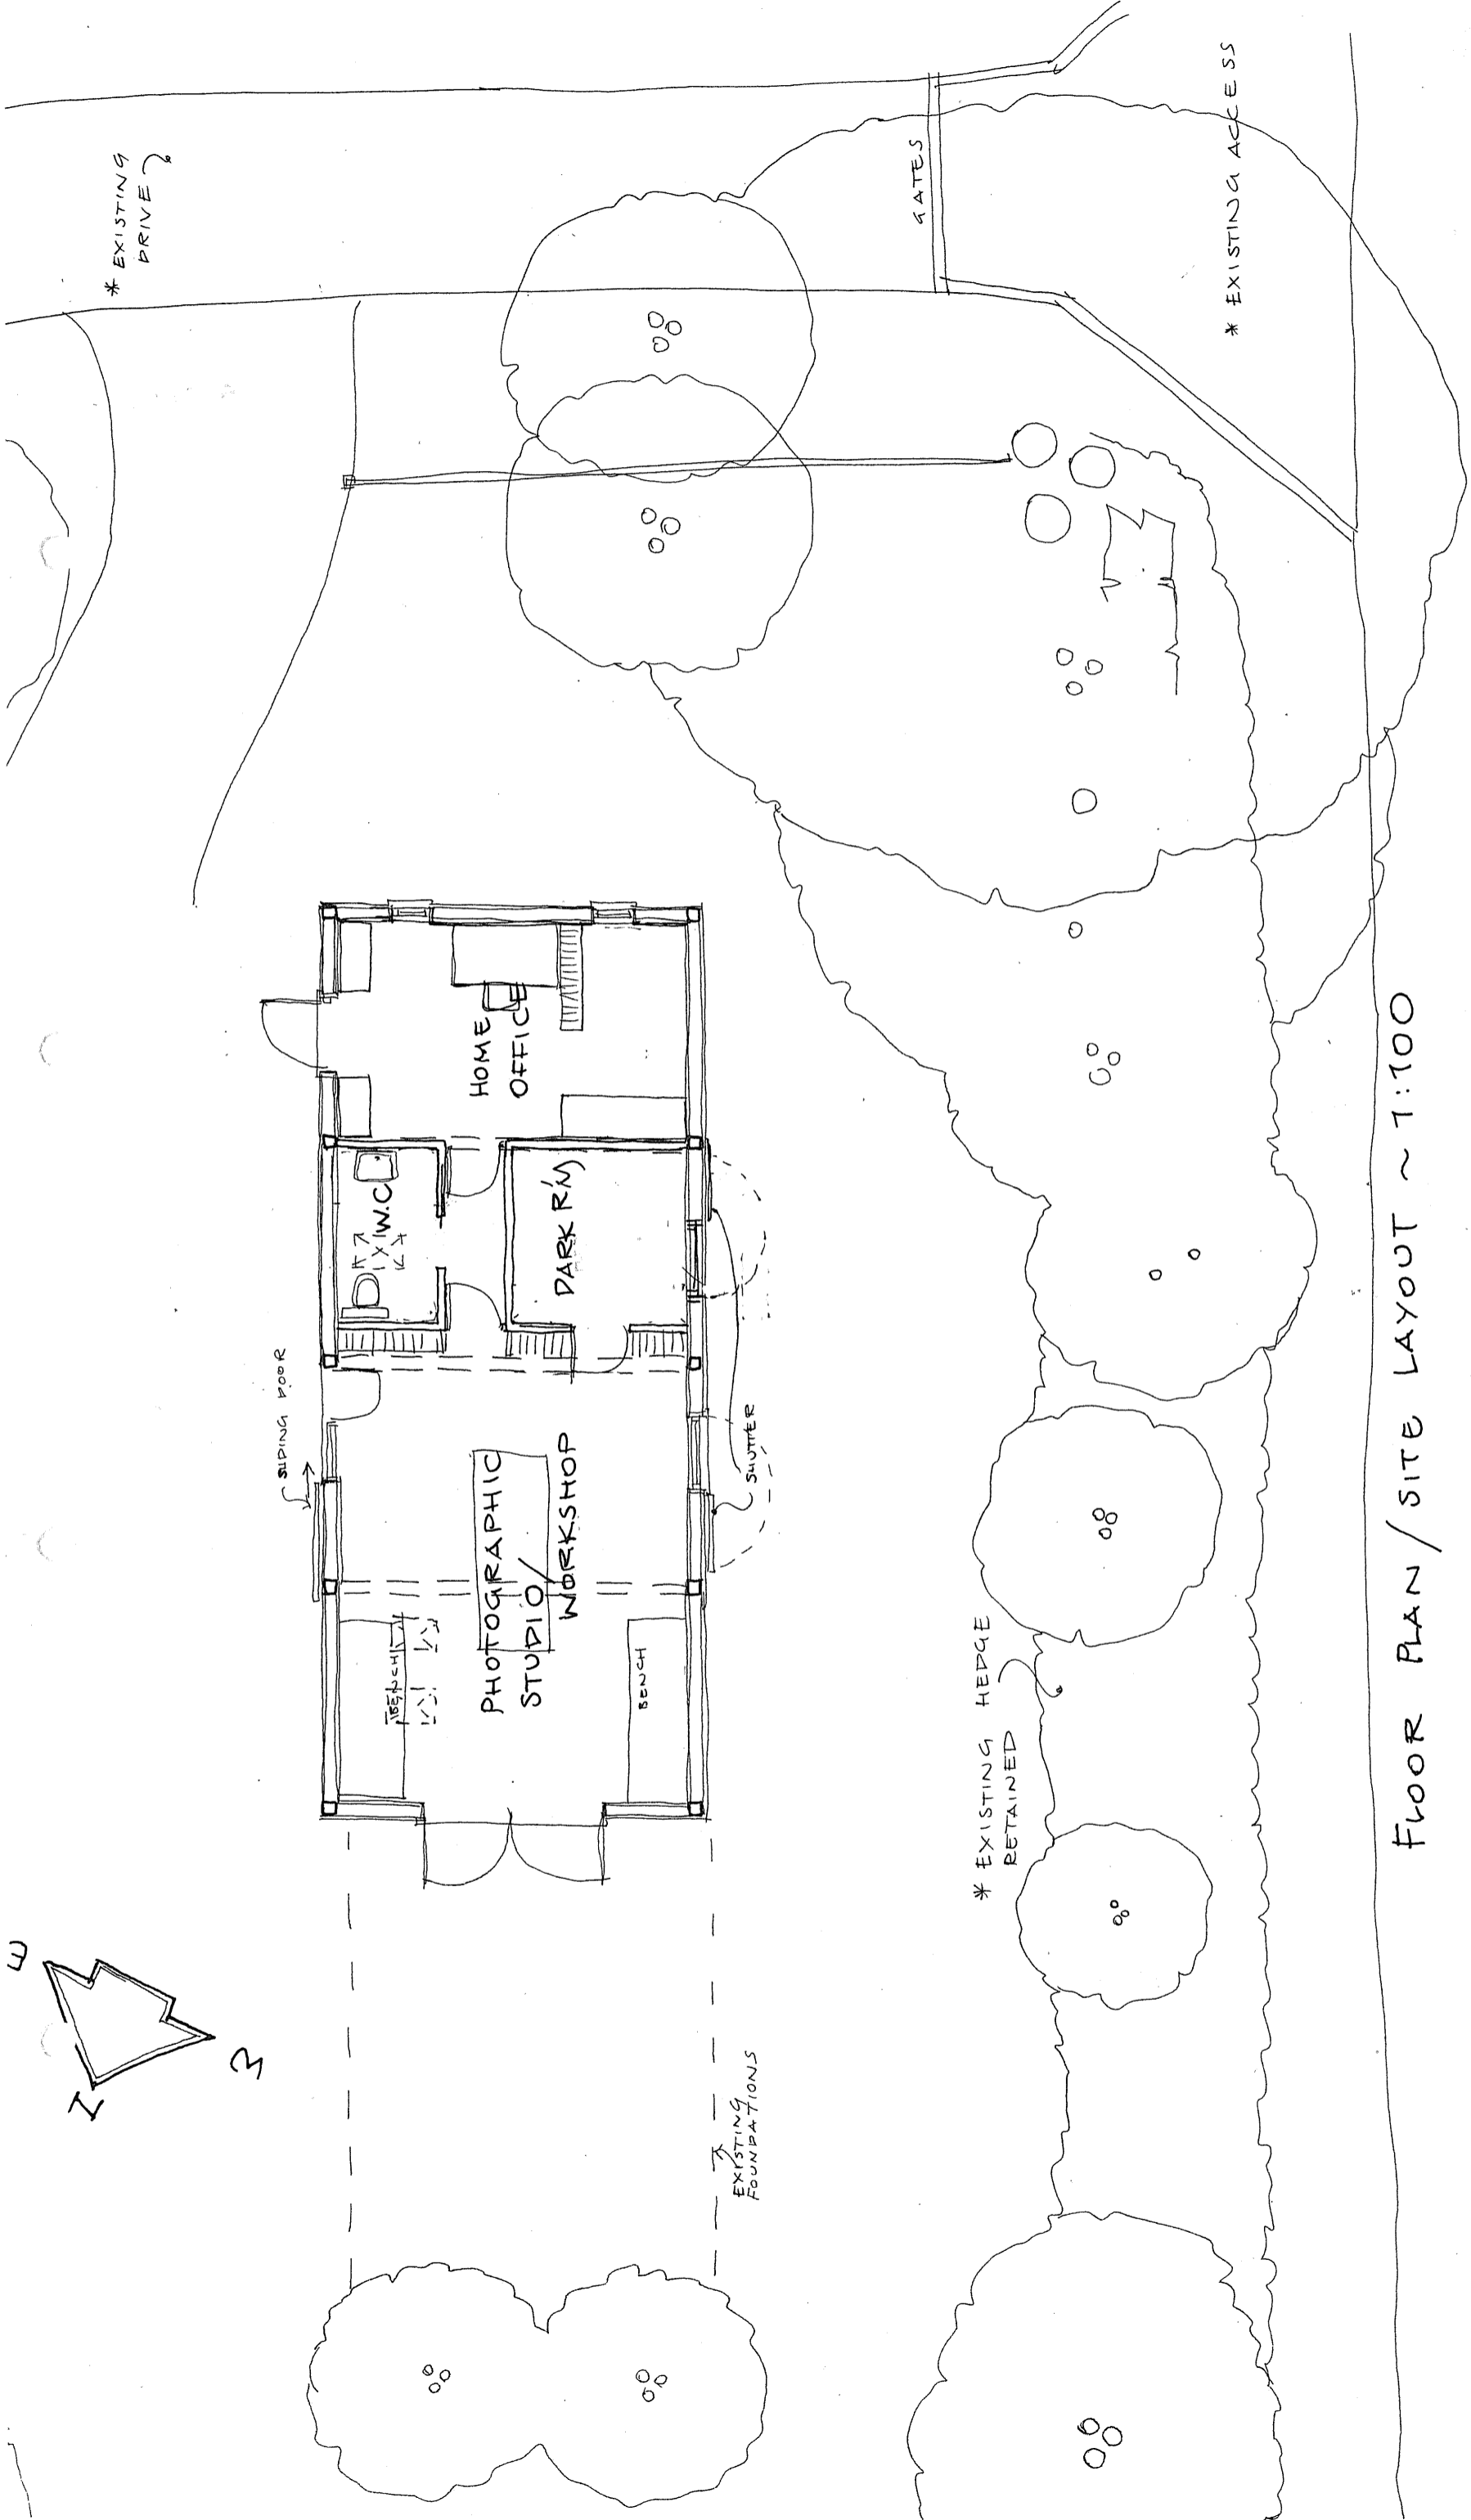 * EXISTING
DRIVE
GATES
* EXISTING ACCESS
HOME
OFFICE
W.C
DARK R'M
SLIDING DOOR
SHUTTER
PHOTOGRAPHIC
STUDIO/
WORKSHOP
BENCH
BENCH
* EXISTING HEDGE
RETAINED
EXISTING
FOUNDATIONS
N
E
W
FLOOR PLAN/SITE LAYOUT ~ 1:100